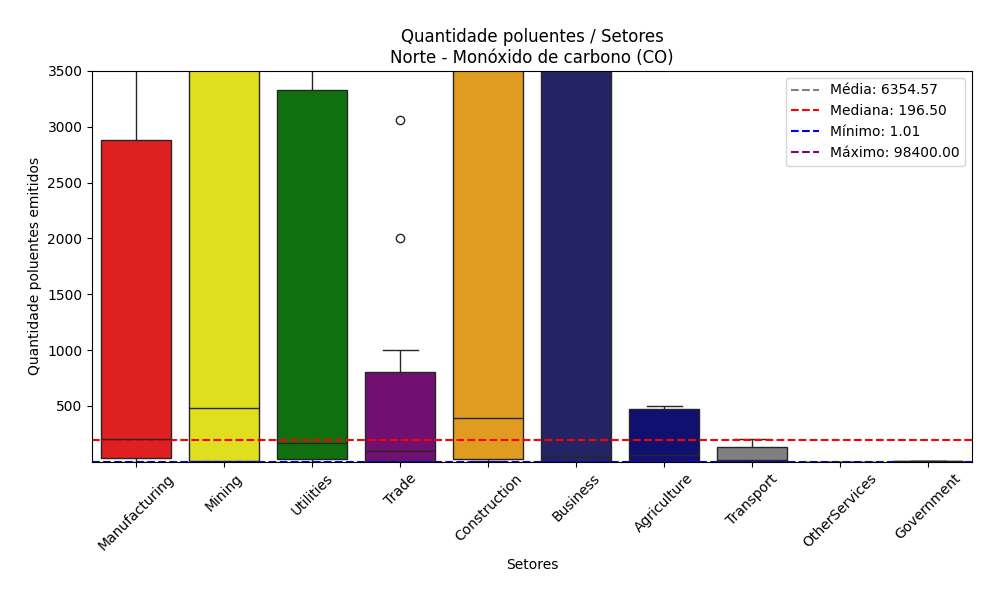 Quantidade poluentes / Setores
Norte - Monóxido de carbono (CO)
Quantidade poluentes emitidos
3500
3000
2500
2000
1500
1000
500
Média: 6354.57
Mediana: 196.50
Mínimo: 1.01
Máximo: 98400.00
Manufacturing
Mining
Utilities
Trade
Construction
Business
Agriculture
Transport
OtherServices
Government
Setores